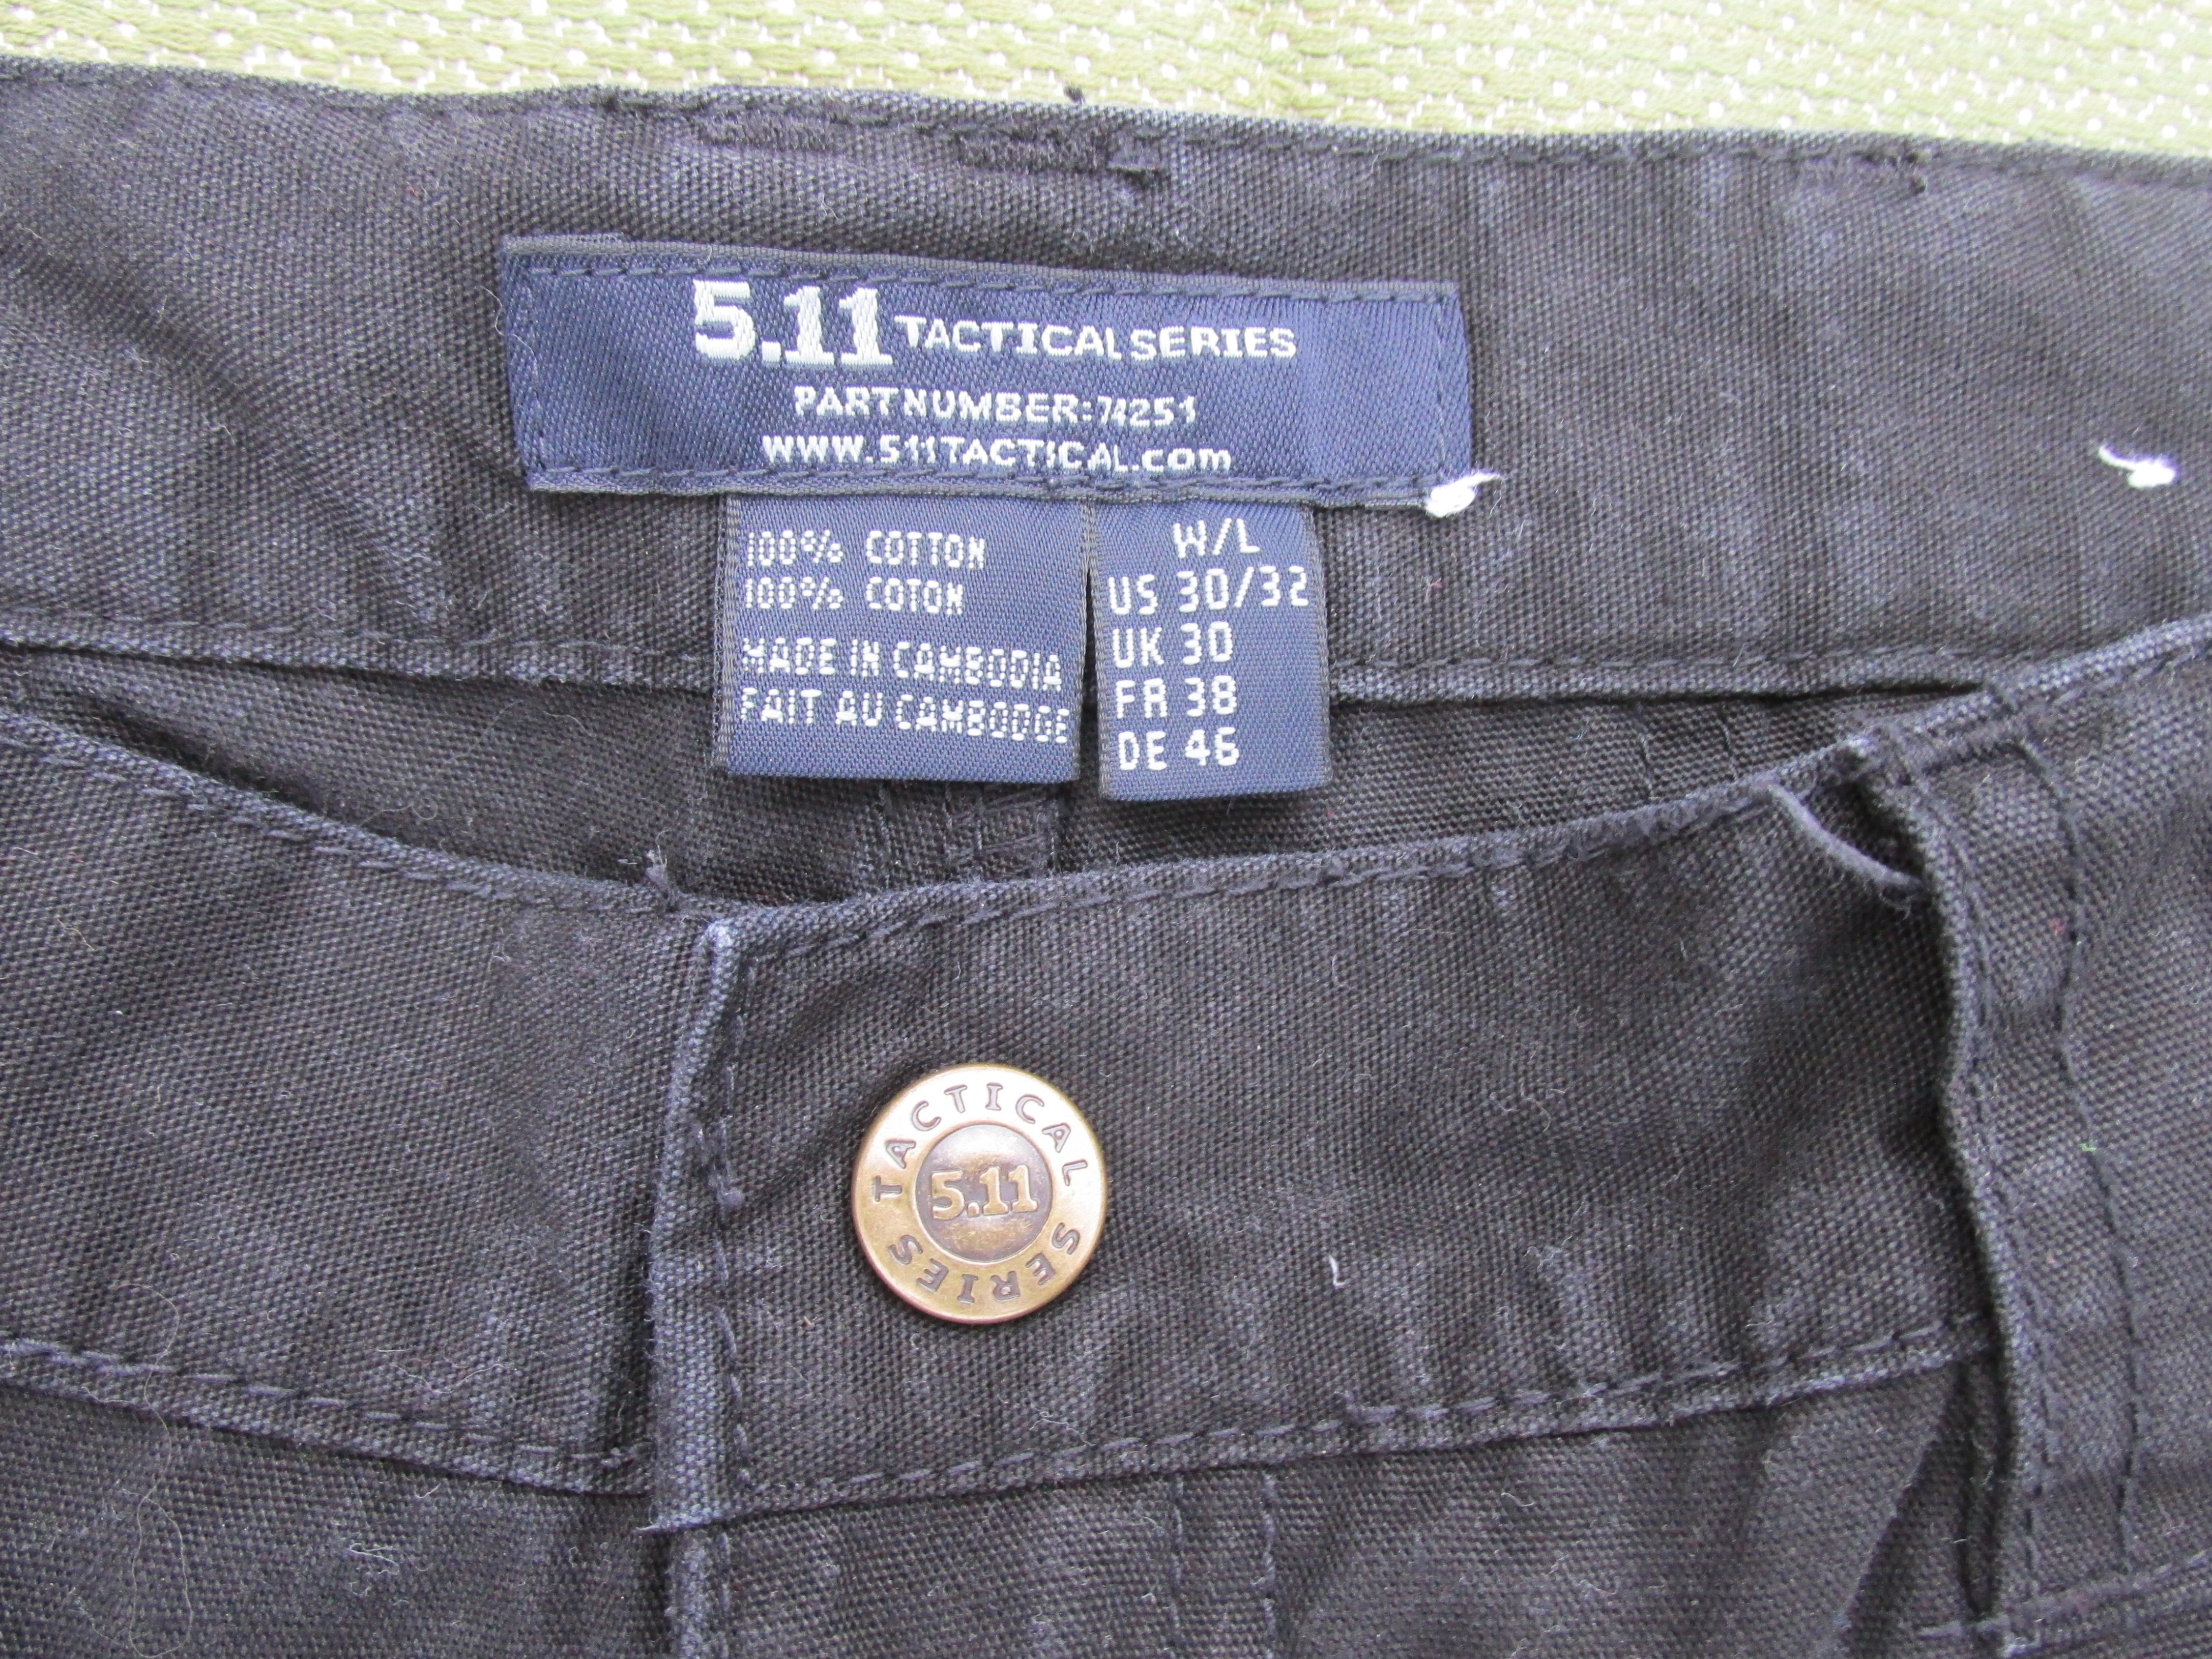 5.11 TACTICAL SERIES
PART NUMBER: 74251
WWW.511TACTICAL.com
100% COTTON
100% COTON
MADE IN CAMBODIA
FAIT AU CAMBODGE
W/L
US 30/32
UK 30
FR 38
DE 46
TACTICAL
5.11
SERIES